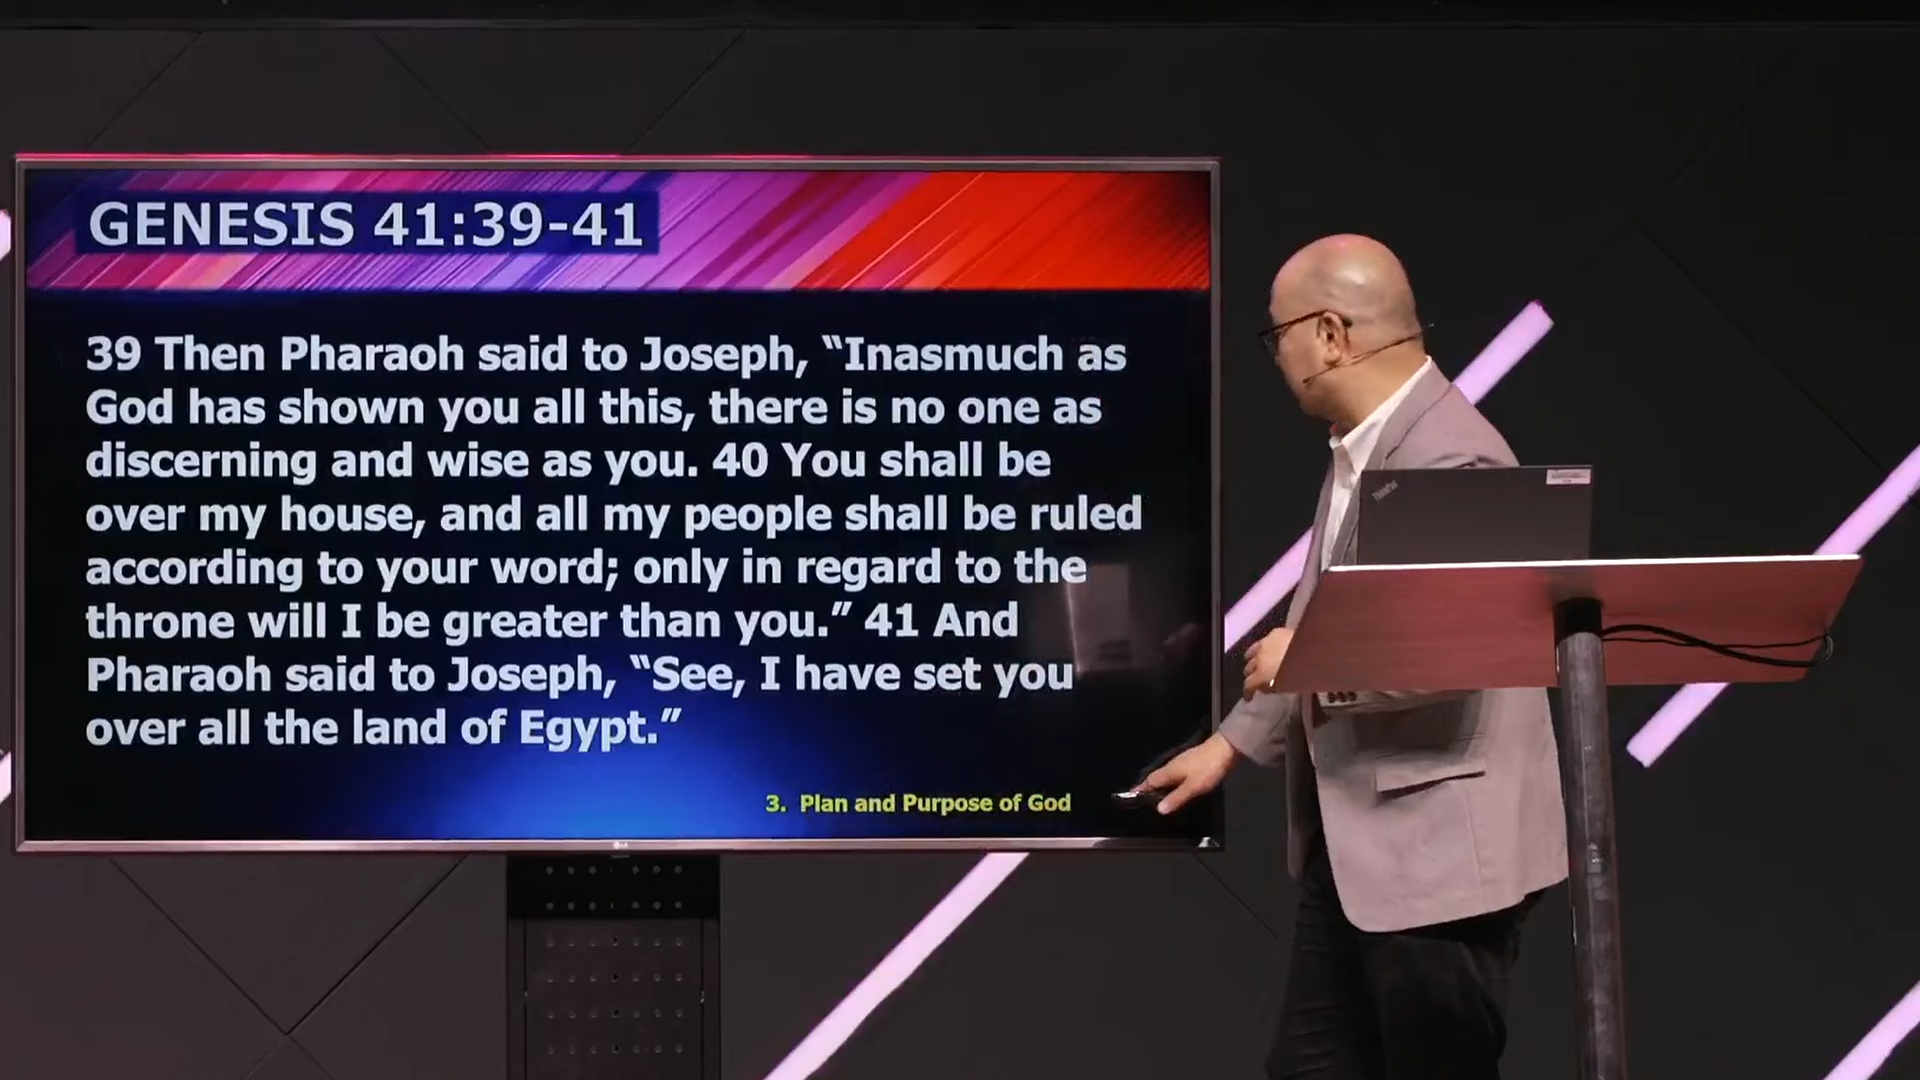 GENESIS 41:39-41
39 Then Pharaoh said to Joseph, “Inasmuch as
God has shown you all this, there is no one as
discerning and wise as you. 40 You shall be
over my house, and all my people shall be ruled
according to your word; only in regard to the
throne will I be greater than you.” 41 And
Pharaoh said to Joseph, “See, I have set you
over all the land of Egypt.”
3. Plan and Purpose of God
LG
ThinkPad